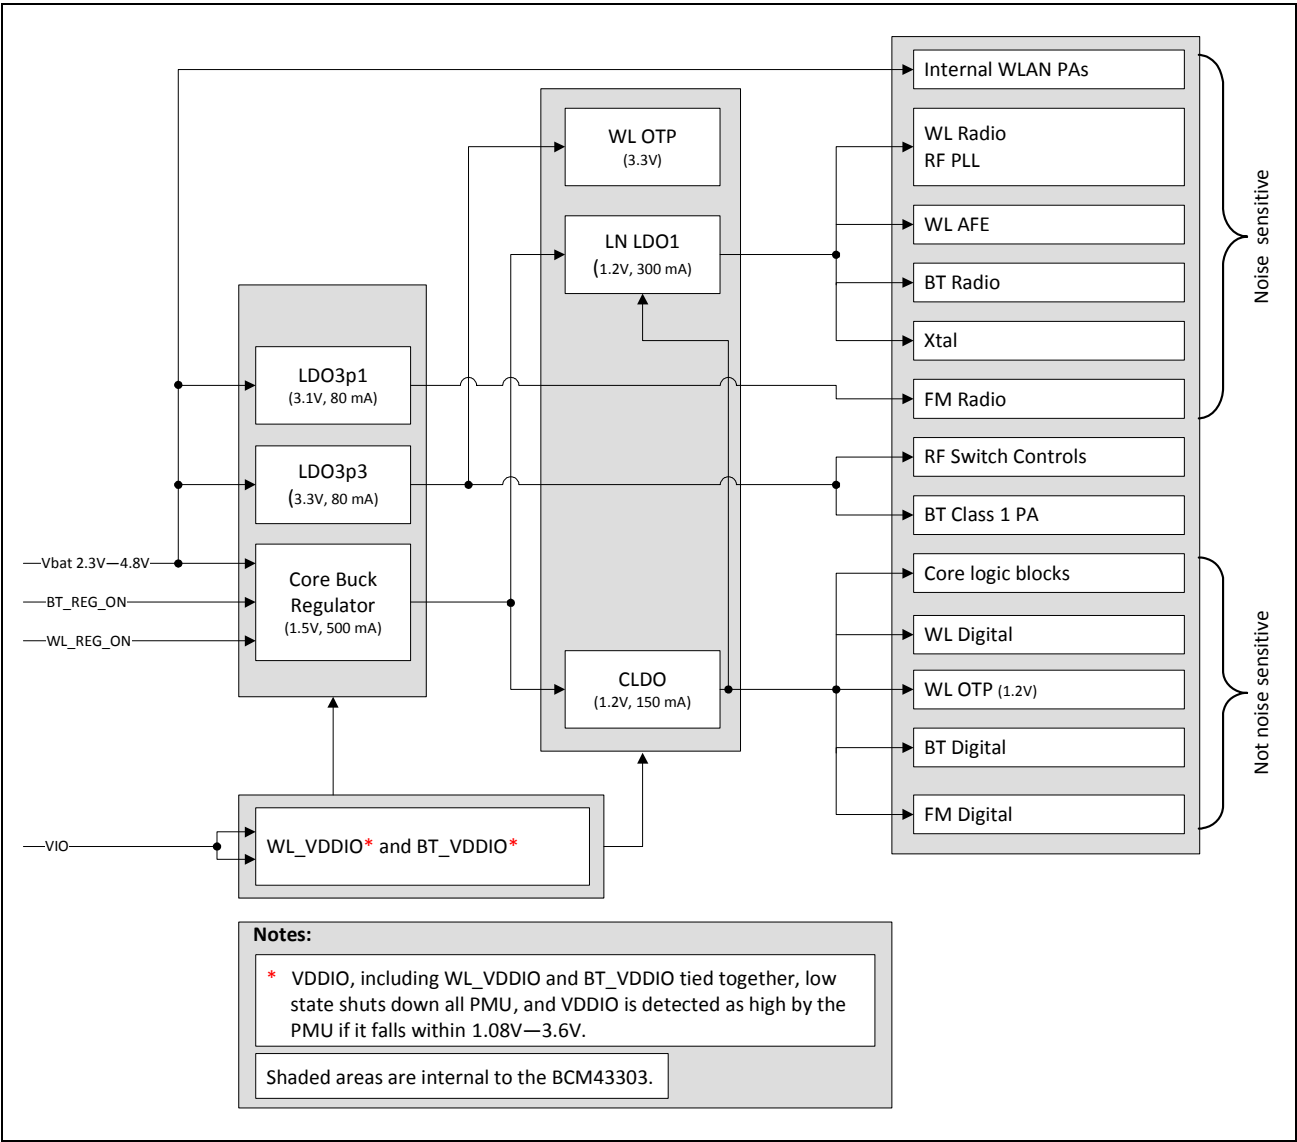 Internal WLAN PAs
WL Radio
RF PLL
WL AFE
BT Radio
Xtal
FM Radio
RF Switch Controls
BT Class 1 PA
Core logic blocks
WL Digital
WL OTP (1.2V)
BT Digital
FM Digital
Noise sensitive
Not noise sensitive
WL OTP
(3.3V)
LN LDO1
(1.2V, 300 mA)
CLDO
(1.2V, 150 mA)
LDO3p1
(3.1V, 80 mA)
LDO3p3
(3.3V, 80 mA)
Core Buck
Regulator
(1.5V, 500 mA)
Vbat 2.3V—4.8V
BT_REG_ON
WL_REG_ON
VIO
WL_VDDIO* and BT_VDDIO*
Notes:
* VDDIO, including WL_VDDIO and BT_VDDIO tied together, low
state shuts down all PMU, and VDDIO is detected as high by the
PMU if it falls within 1.08V—3.6V.
Shaded areas are internal to the BCM43303.